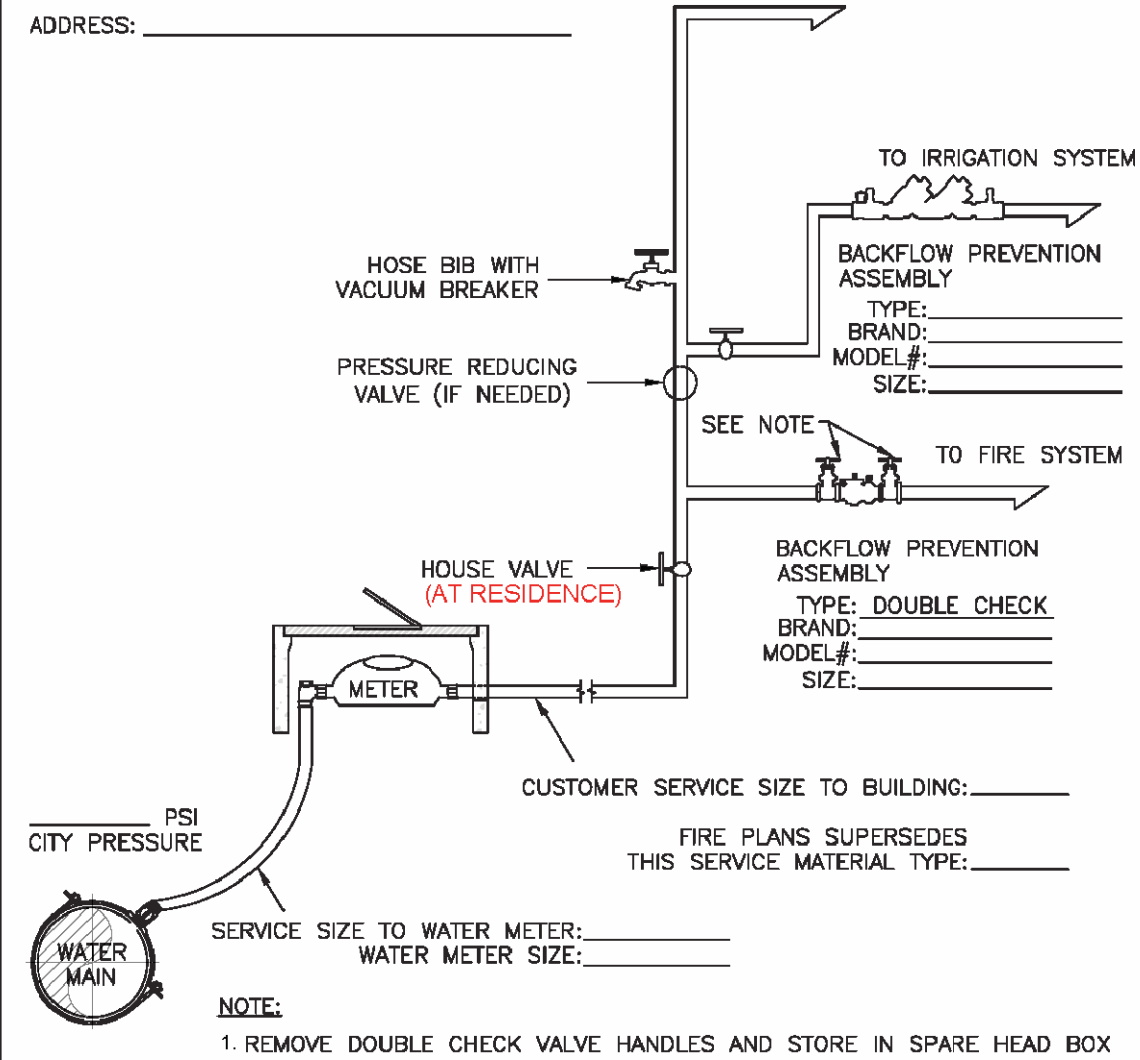 ADDRESS:
TO IRRIGATION SYSTEM
HOSE BIB WITH
VACUUM BREAKER
BACKFLOW PREVENTION
ASSEMBLY
TYPE:
BRAND:
MODEL#:
SIZE:
PRESSURE REDUCING
VALVE (IF NEEDED)
SEE NOTE
TO FIRE SYSTEM
HOUSE VALVE
(AT RESIDENCE)
BACKFLOW PREVENTION
ASSEMBLY
TYPE: DOUBLE CHECK
BRAND:
MODEL#:
SIZE:
METER
CUSTOMER SERVICE SIZE TO BUILDING:
PSI
CITY PRESSURE
FIRE PLANS SUPERSEDES
THIS SERVICE MATERIAL TYPE:
SERVICE SIZE TO WATER METER:
WATER METER SIZE:
WATER
MAIN
NOTE:
1. REMOVE DOUBLE CHECK VALVE HANDLES AND STORE IN SPARE HEAD BOX